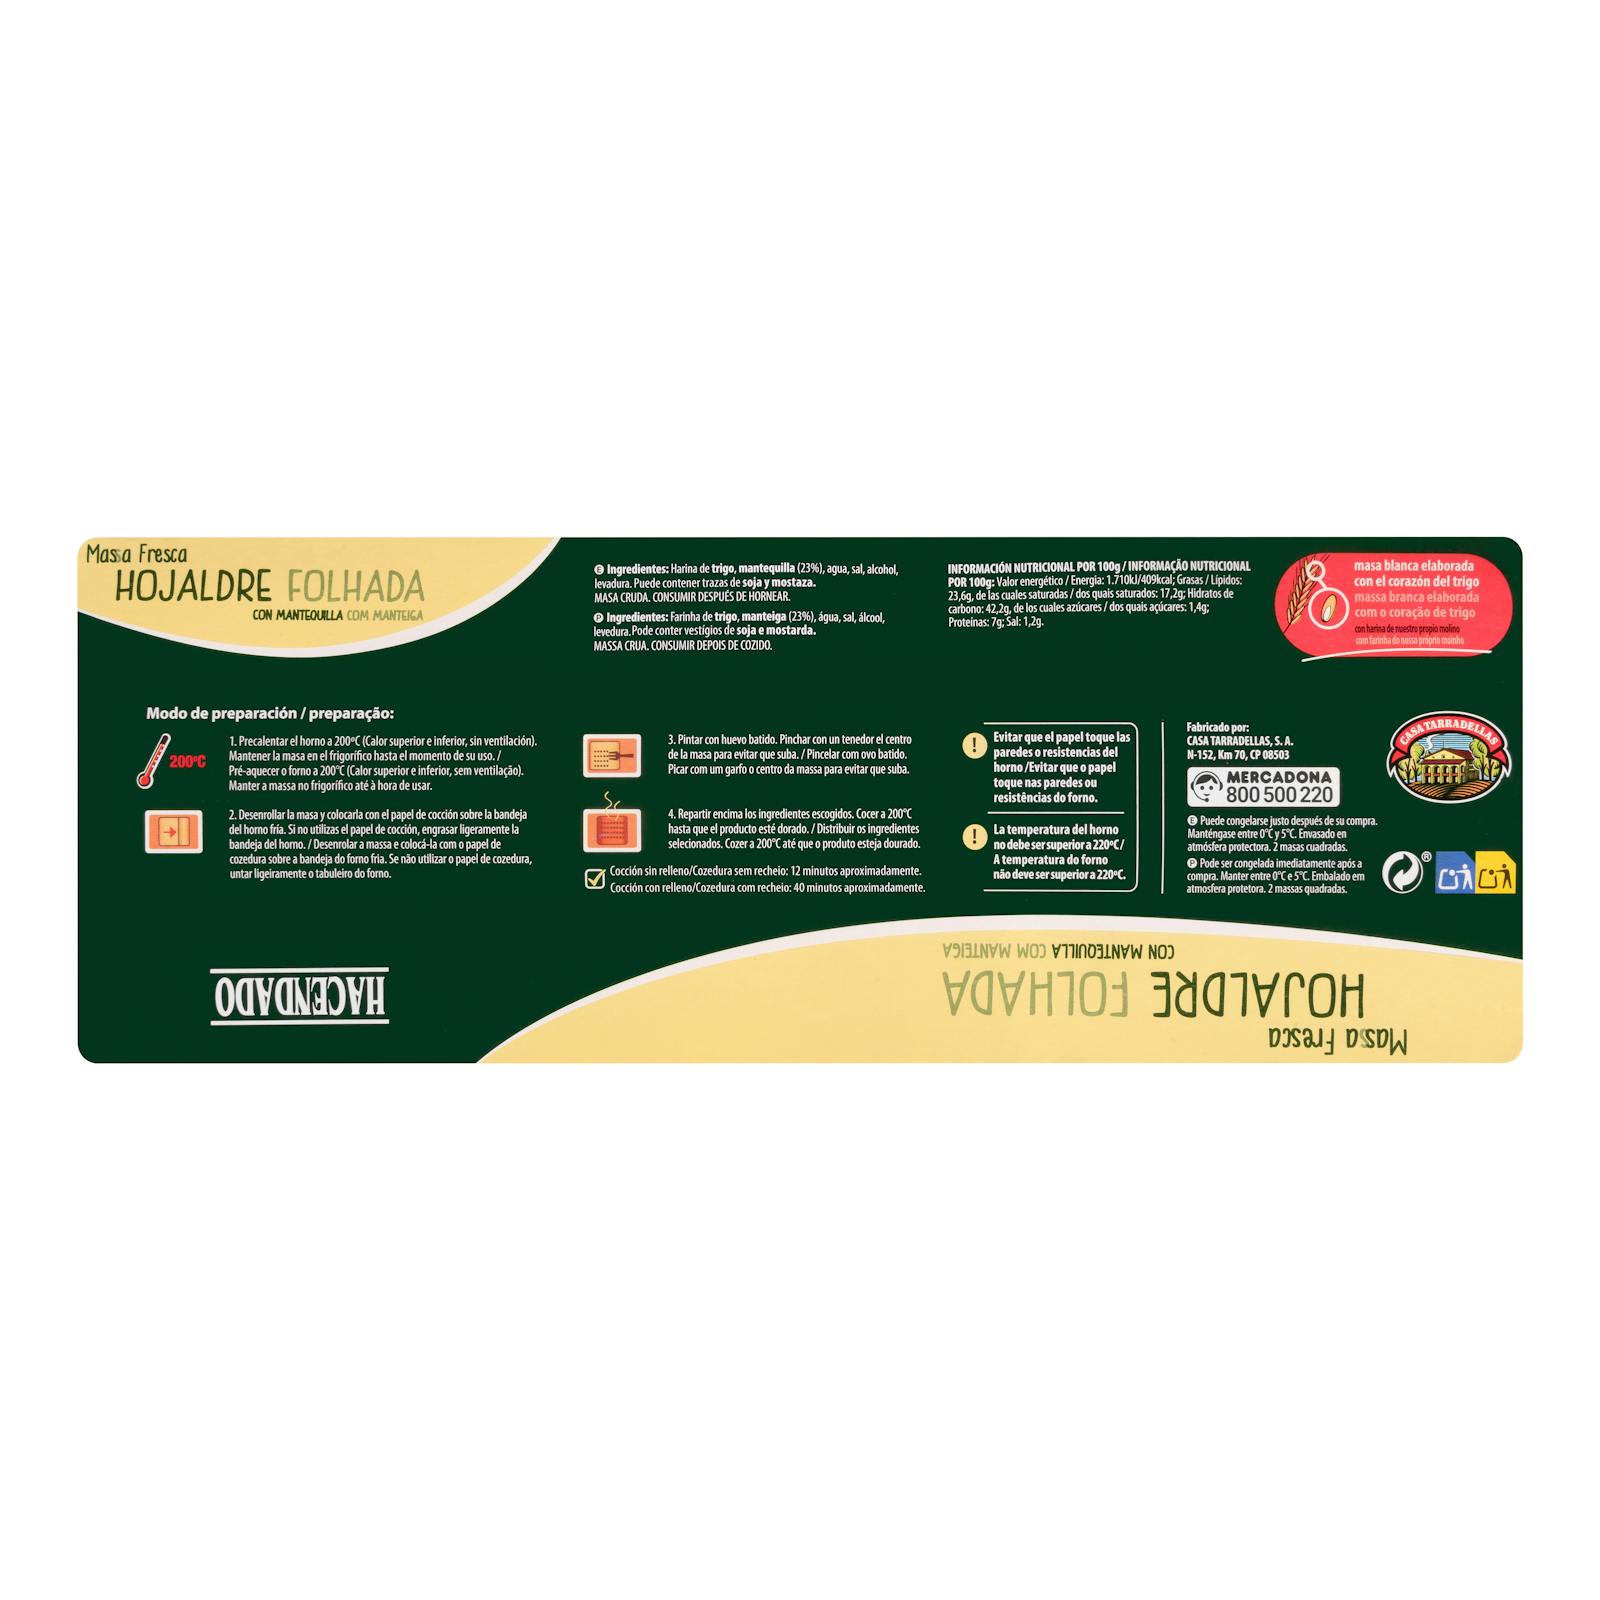 Massa Fresca
HOJALDRE FOLHADA
CON MANTEQUILLA COM MANTEIGA
E Ingredientes: Harina de trigo, mantequilla (23%), agua, sal, alcohol,
levadura. Puede contener trazas de soja y mostaza.
MASA CRUDA. CONSUMIR DESPUÉS DE HORNEAR.
P Ingredientes: Farinha de trigo, manteiga (23%), água, sal, álcool,
levedura. Pode conter vestígios de soja e mostarda.
MASSA CRUA. CONSUMIR DEPOIS DE COZIDO.
INFORMACIÓN NUTRICIONAL POR 100g / INFORMAÇÃO NUTRICIONAL
POR 100g: Valor energético / Energia: 1.710kJ/409kcal; Grasas / Lípidos:
23,6g, de las cuales saturadas / dos quais saturados: 17,2g; Hidratos de
carbono: 42,2g, de los cuales azúcares / dos quais açúcares: 1,4g;
Proteínas: 7g; Sal: 1,2g.
masa blanca elaborada
con el corazón del trigo
massa branca elaborada
com o coração de trigo
con harina de nuestro propio molino
com farinha do nosso próprio moinho
Modo de preparación / preparação:
200ºC
1. Precalentar el horno a 200ºC (Calor superior e inferior, sin ventilación).
Mantener la masa en el frigorífico hasta el momento de su uso. /
Pré-aquecer o forno a 200°C (Calor superior e inferior, sem ventilação).
Manter a massa no frigorífico até à hora de usar.
2. Desenrollar la masa y colocarla con el papel de cocción sobre la bandeja
del horno fría. Si no utilizas el papel de cocción, engrasar ligeramente la
bandeja del horno. / Desenrolar a massa e colocá-la com o papel de
cozedura sobre a bandeja do forno fria. Se não utilizar o papel de cozedura,
untar ligeiramente o tabuleiro do forno.
3. Pintar con huevo batido. Pinchar con un tenedor el centro
de la masa para evitar que suba. / Pincelar com ovo batido.
Picar com um garfo o centro da massa para evitar que suba.
4. Repartir encima los ingredientes escogidos. Cocer a 200°C
hasta que el producto esté dorado. / Distribuir os ingredientes
selecionados. Cozer a 200°C até que o produto esteja dourado.
Cocción sin relleno/Cozedura sem recheio: 12 minutos aproximadamente.
Cocción con relleno/Cozedura com recheio: 40 minutos aproximadamente.
! Evitar que el papel toque las
paredes o resistencias del
horno /Evitar que o papel
toque nas paredes ou
resistências do forno.
! La temperatura del horno
no debe ser superior a 220ºC/
A temperatura do forno
não deve ser superior a 220ºC.
Fabricado por:
CASA TARRADELLAS, S. A.
N-152, Km 70, CP 08503
CASA TARRADELLAS
MERCADONA
800 500 220
E Puede congelarse justo después de su compra.
Manténgase entre 0°C y 5°C. Envasado en
atmósfera protectora. 2 masas cuadradas.
P Pode ser congelada imediatamente após a
compra. Manter entre 0°C e 5°C. Embalado em
atmosfera protetora. 2 massas quadradas.
®
HACENDADO
Massa Fresca
HOJALDRE FOLHADA
CON MANTEQUILLA COM MANTEIGA